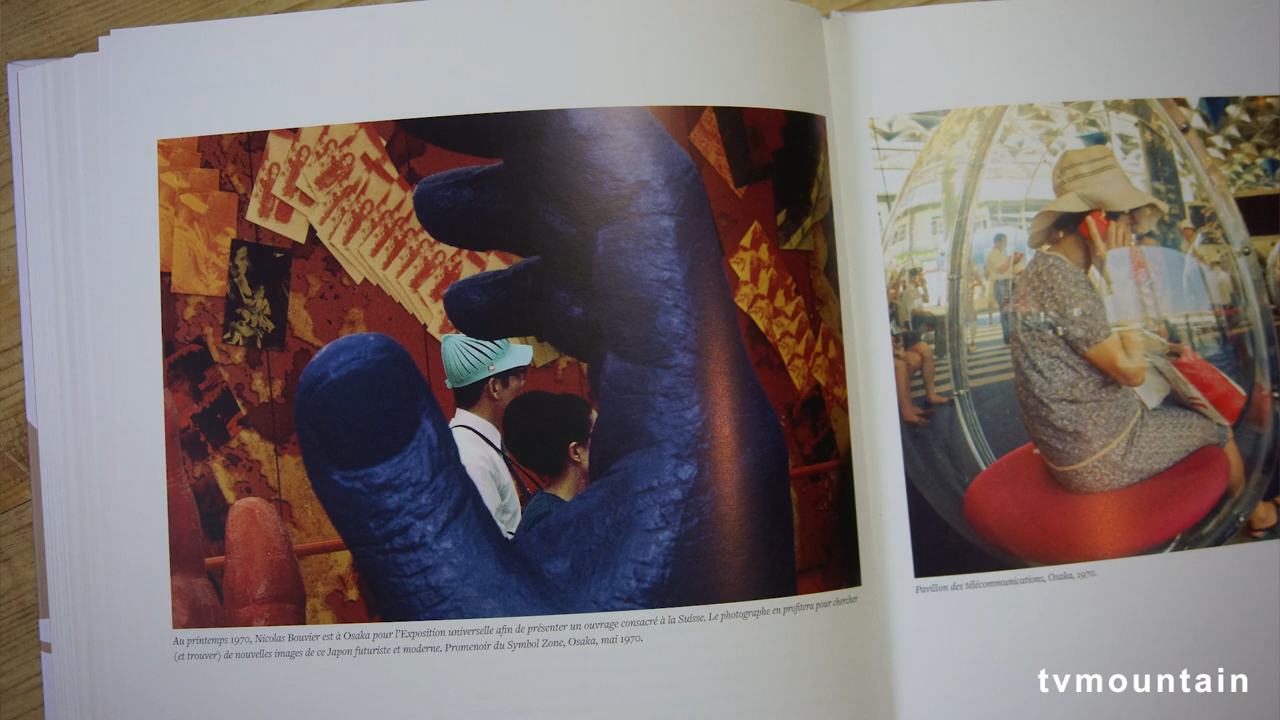 Au printemps 1970, Nicolas Bouvier est à Osaka pour l'Exposition universelle afin de présenter un ouvrage consacré à la Suisse. Le photographe en profitera pour chercher
(et trouver) de nouvelles images de ce Japon futuriste et moderne. Promenoir du Symbol Zone, Osaka, mai 1970.
Pavillon des télécommunications, Osaka, 1970.
tvmountain